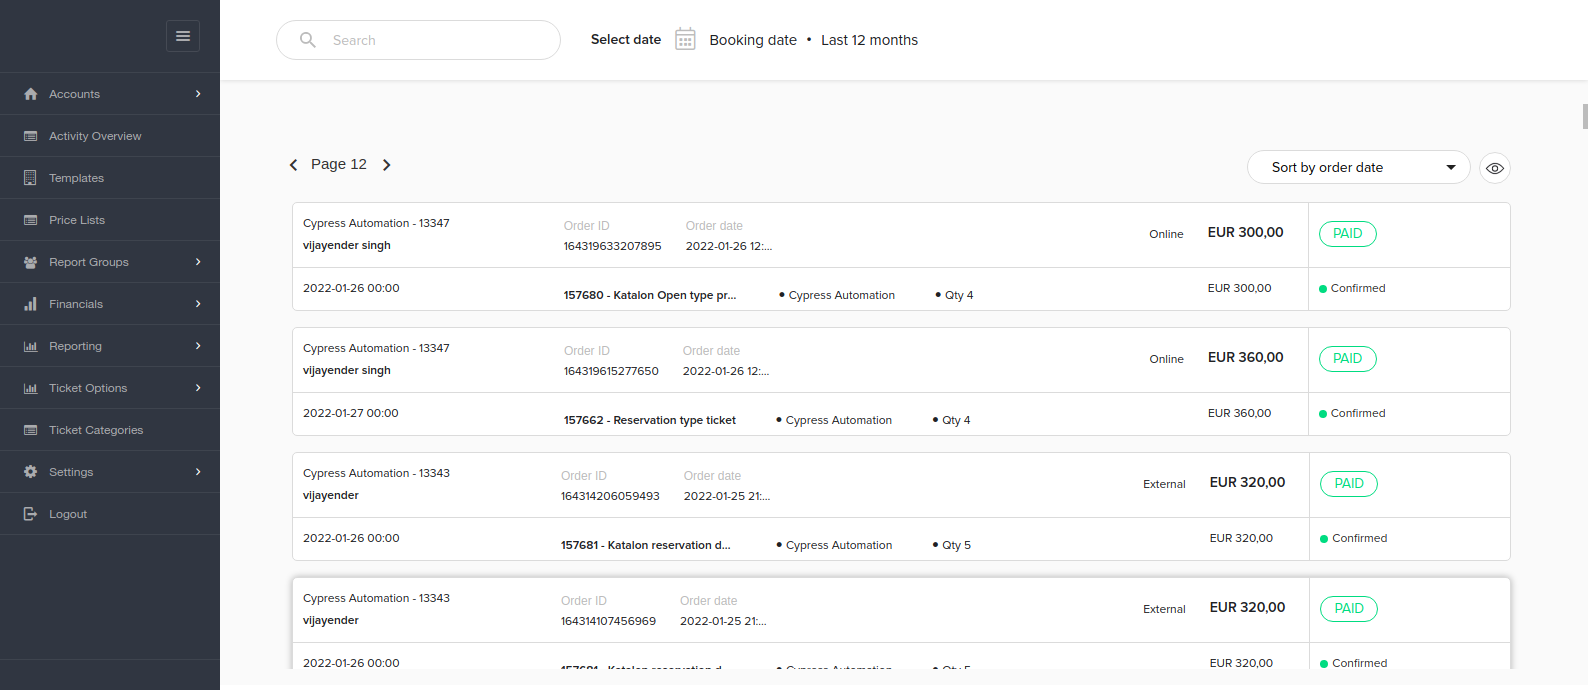 Search
Select date Booking date • Last 12 months
Accounts
Activity Overview
Templates
Price Lists
Report Groups
Financials
Reporting
Ticket Options
Ticket Categories
Settings
Logout
Page 12
Sort by order date
Cypress Automation - 13347 Order ID Order date Online EUR 300,00 PAID
vijayender singh 164319633207895 2022-01-26 12:...
2022-01-26 00:00 157680 - Katalon Open type pr... • Cypress Automation • Qty 4 EUR 300,00 Confirmed
Cypress Automation - 13347 Order ID Order date Online EUR 360,00 PAID
vijayender singh 164319615277650 2022-01-26 12:...
2022-01-27 00:00 157662 - Reservation type ticket • Cypress Automation • Qty 4 EUR 360,00 Confirmed
Cypress Automation - 13343 Order ID Order date External EUR 320,00 PAID
vijayender 164314206059493 2022-01-25 21:...
2022-01-26 00:00 157681 - Katalon reservation d... • Cypress Automation • Qty 5 EUR 320,00 Confirmed
Cypress Automation - 13343 Order ID Order date External EUR 320,00 PAID
vijayender 164314107456969 2022-01-25 21:...
2022-01-26 00:00 157681 - Katalon reservation d... • Cypress Automation • Qty 5 EUR 320,00 Confirmed